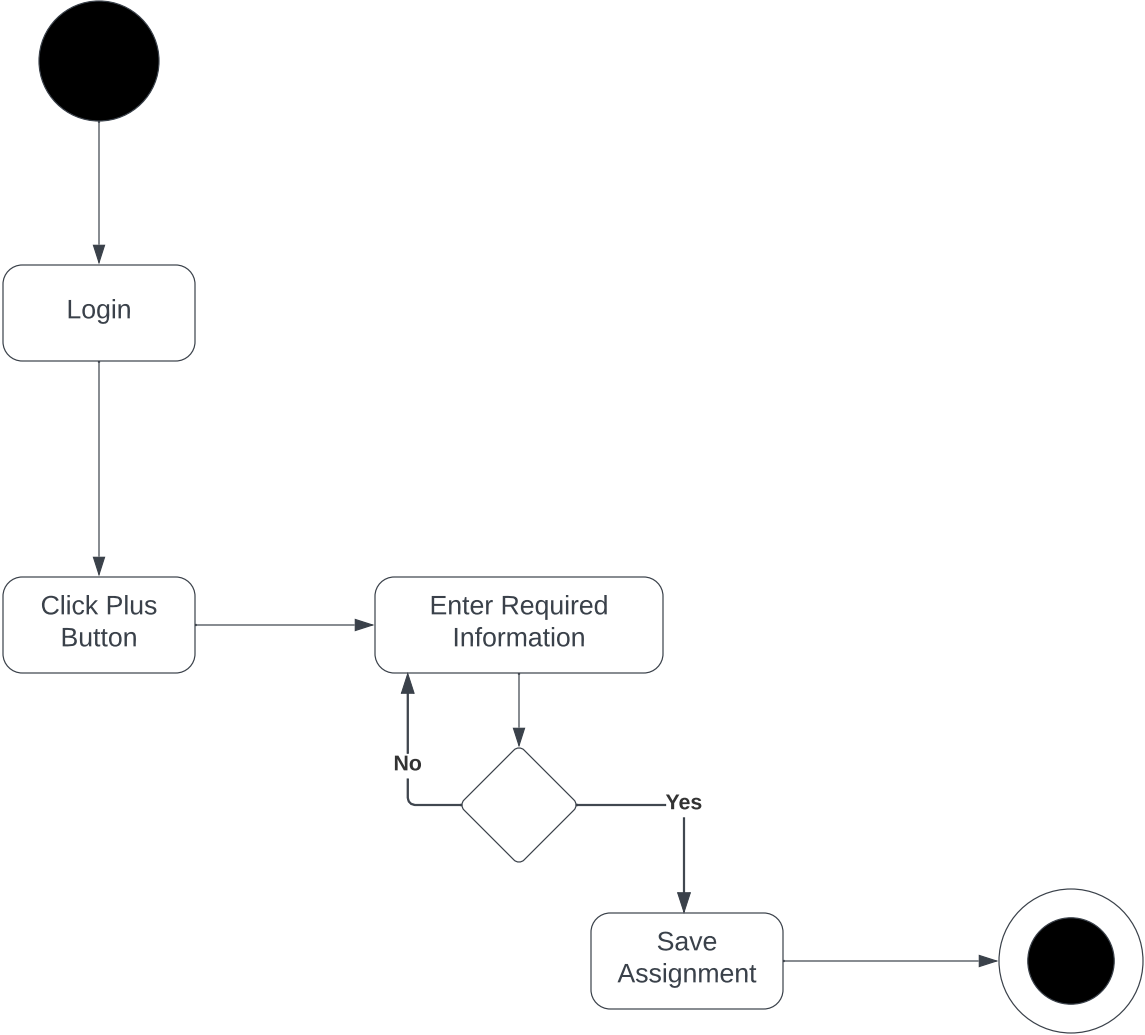 Login
Click Plus
Button
Enter Required
Information
No
Yes
Save
Assignment